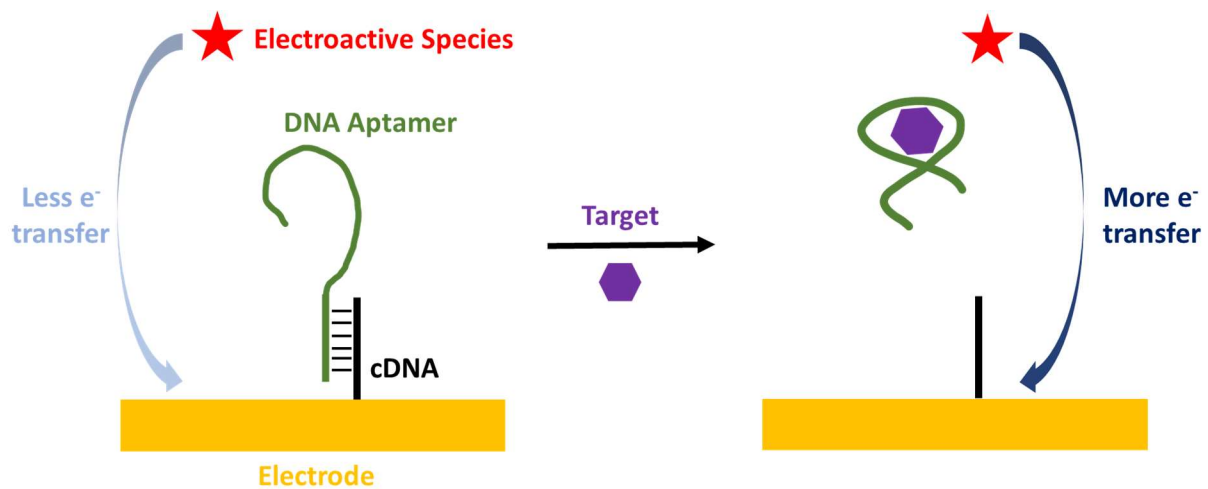 Electroactive Species
DNA Aptamer
Less e⁻
transfer
cDNA
Electrode
Target
More e⁻
transfer